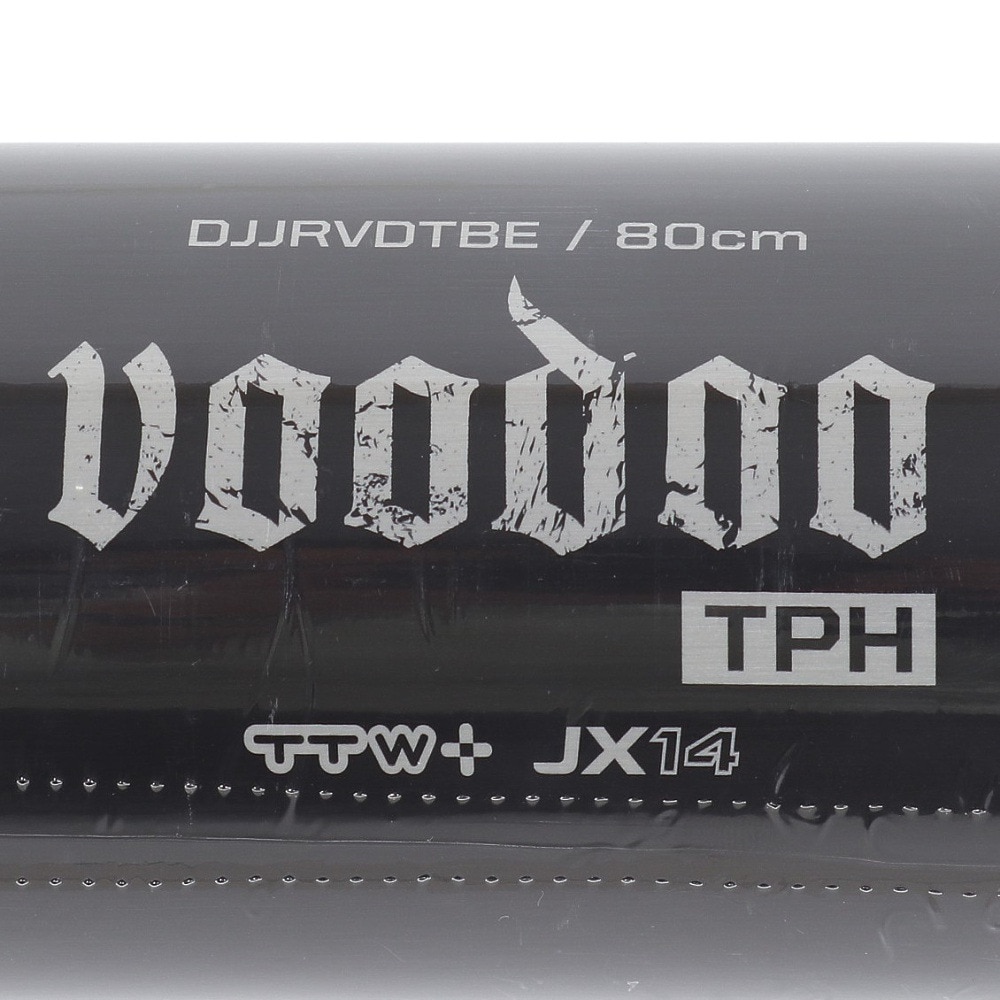 DJJRVDTBE / 80cm
voodoo
TPH
TTW+ JX14